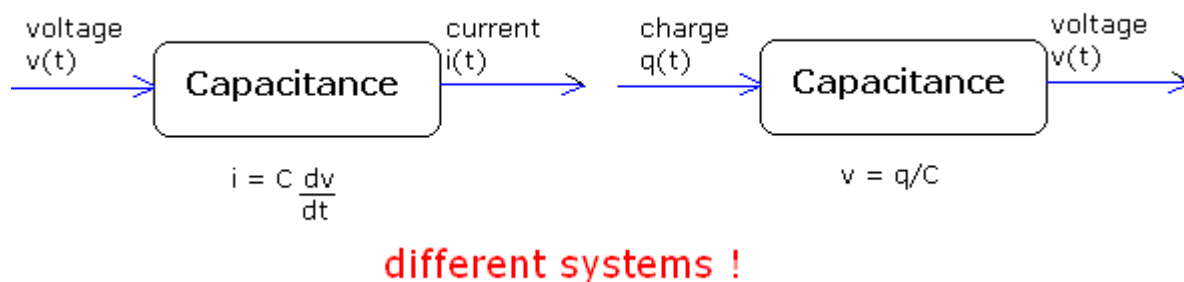 voltage
v(t)
Capacitance
current
i(t)
i = C dv
dt
charge
q(t)
Capacitance
voltage
v(t)
v = q/C
different systems !